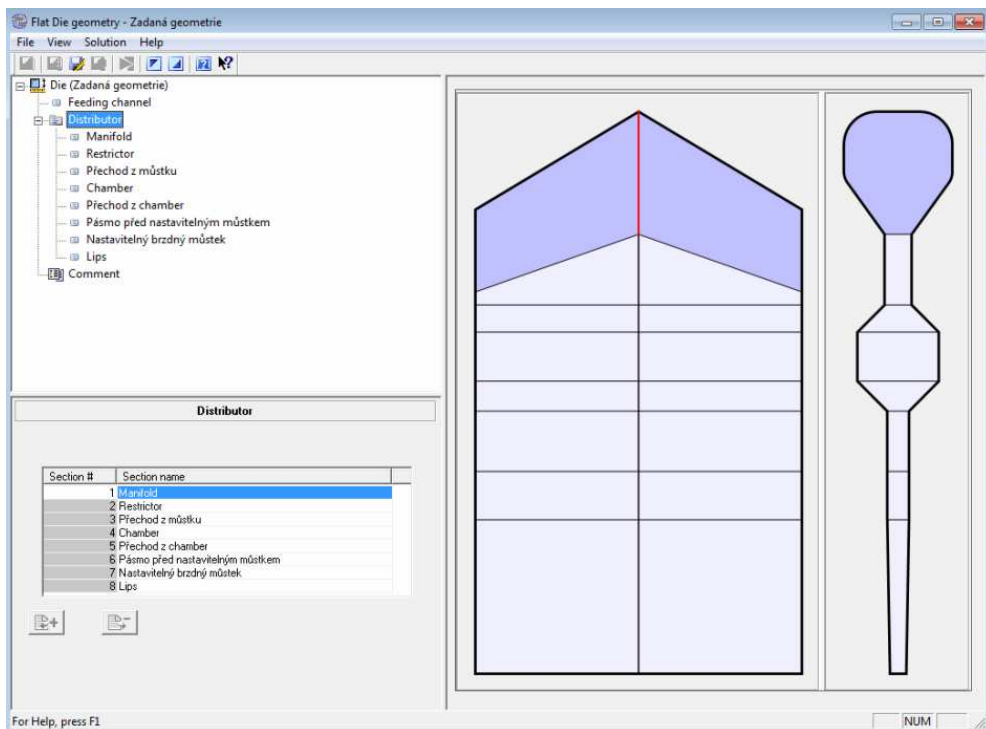 Flat Die geometry - Zadaná geometrie
File View Solution Help
Die (Zadaná geometrie)
Feeding channel
Distributor
Manifold
Restrictor
Přechod z můstku
Chamber
Přechod z chamber
Pásmo před nastavitelným můstkem
Nastavitelný brzdný můstek
Lips
Comment
Distributor
Section # Section name
1 Manifold
2 Restrictor
3 Přechod z můstku
4 Chamber
5 Přechod z chamber
6 Pásmo před nastavitelným můstkem
7 Nastavitelný brzdný můstek
8 Lips
For Help, press F1
NUM